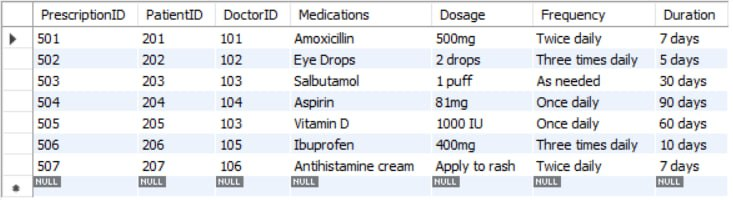 PrescriptionID PatientID DoctorID Medications Dosage Frequency Duration
501 201 101 Amoxicillin 500mg Twice daily 7 days
502 202 102 Eye Drops 2 drops Three times daily 5 days
503 203 103 Salbutamol 1 puff As needed 30 days
504 204 104 Aspirin 81mg Once daily 90 days
505 205 103 Vitamin D 1000 IU Once daily 60 days
506 206 105 Ibuprofen 400mg Three times daily 10 days
507 207 106 Antihistamine cream Apply to rash Twice daily 7 days
NULL NULL NULL NULL NULL NULL NULL